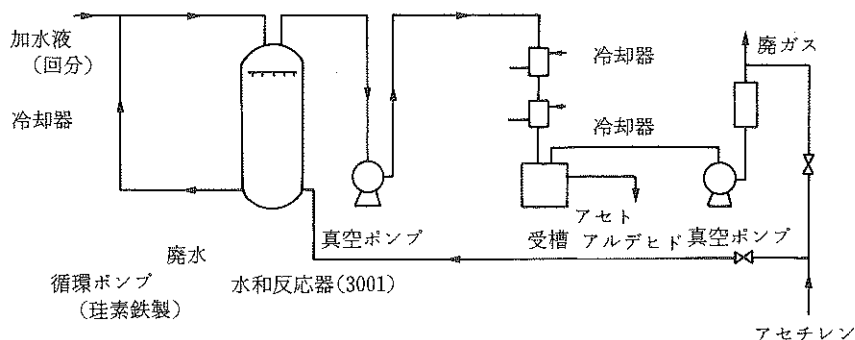 加水液
(回分)
冷却器
廃ガス
冷却器
冷却器
アセト
アルデヒド
受槽
真空ポンプ
真空ポンプ
廃水
循環ポンプ
(珪素鉄製)
水和反応器(3001)
アセチレン